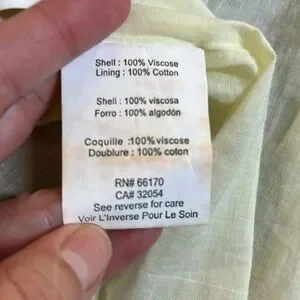 Shell : 100% Viscose
Lining : 100% Cotton
Shell : 100% viscosa
Forro : 100% algodón
Coquille :100% viscose
Doublure : 100% coton
RN# 66170
CA# 32054
See reverse for care
Voir L'Inverse Pour Le Soin